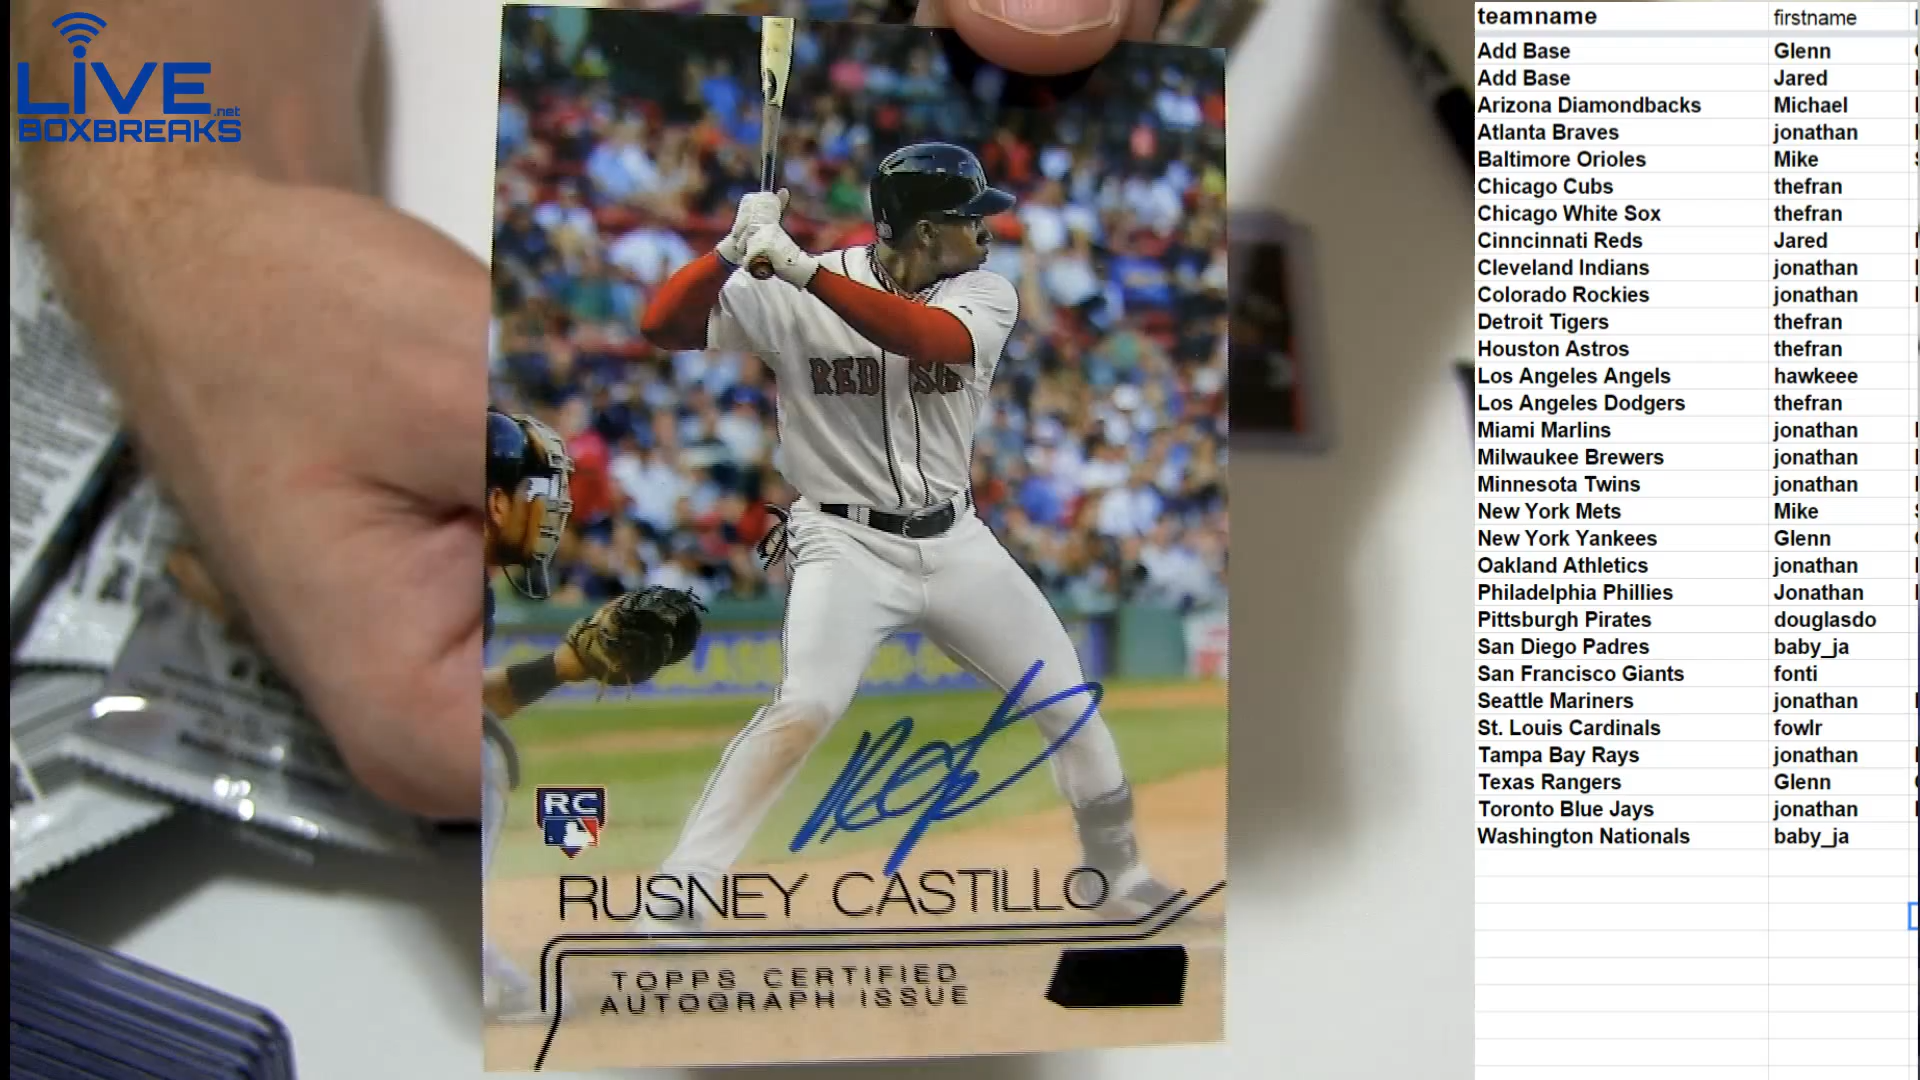 LIVE
.net
BOXBREAKS
RED SOX
RC
RUSNEY CASTILLO
TOPPS CERTIFIED
AUTOGRAPH ISSUE
teamname firstname
Add Base Glenn
Add Base Jared
Arizona Diamondbacks Michael
Atlanta Braves jonathan
Baltimore Orioles Mike
Chicago Cubs thefran
Chicago White Sox thefran
Cinncinnati Reds Jared
Cleveland Indians jonathan
Colorado Rockies jonathan
Detroit Tigers thefran
Houston Astros thefran
Los Angeles Angels hawkeee
Los Angeles Dodgers thefran
Miami Marlins jonathan
Milwaukee Brewers jonathan
Minnesota Twins jonathan
New York Mets Mike
New York Yankees Glenn
Oakland Athletics jonathan
Philadelphia Phillies Jonathan
Pittsburgh Pirates douglasdo
San Diego Padres baby_ja
San Francisco Giants fonti
Seattle Mariners jonathan
St. Louis Cardinals fowlr
Tampa Bay Rays jonathan
Texas Rangers Glenn
Toronto Blue Jays jonathan
Washington Nationals baby_ja